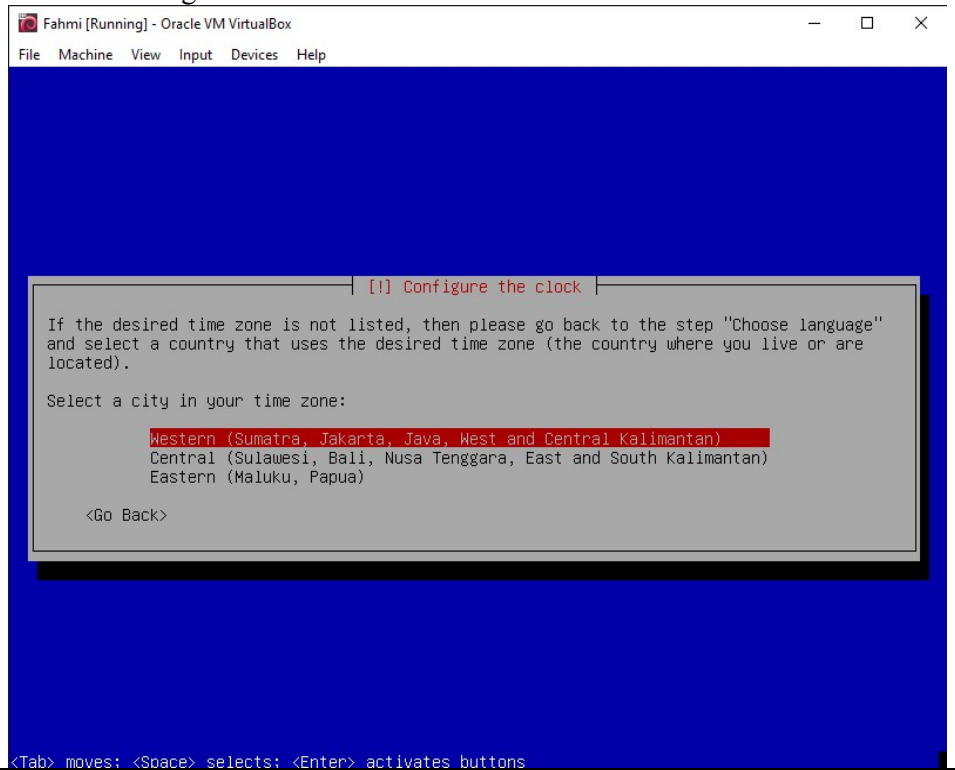 Fahmi [Running] - Oracle VM VirtualBox
File Machine View Input Devices Help
[!] Configure the clock
If the desired time zone is not listed, then please go back to the step "Choose language"
and select a country that uses the desired time zone (the country where you live or are
located).
Select a city in your time zone:
Western (Sumatra, Jakarta, Java, West and Central Kalimantan)
Central (Sulawesi, Bali, Nusa Tenggara, East and South Kalimantan)
Eastern (Maluku, Papua)
<Go Back>
<Tab> moves; <Space> selects; <Enter> activates buttons